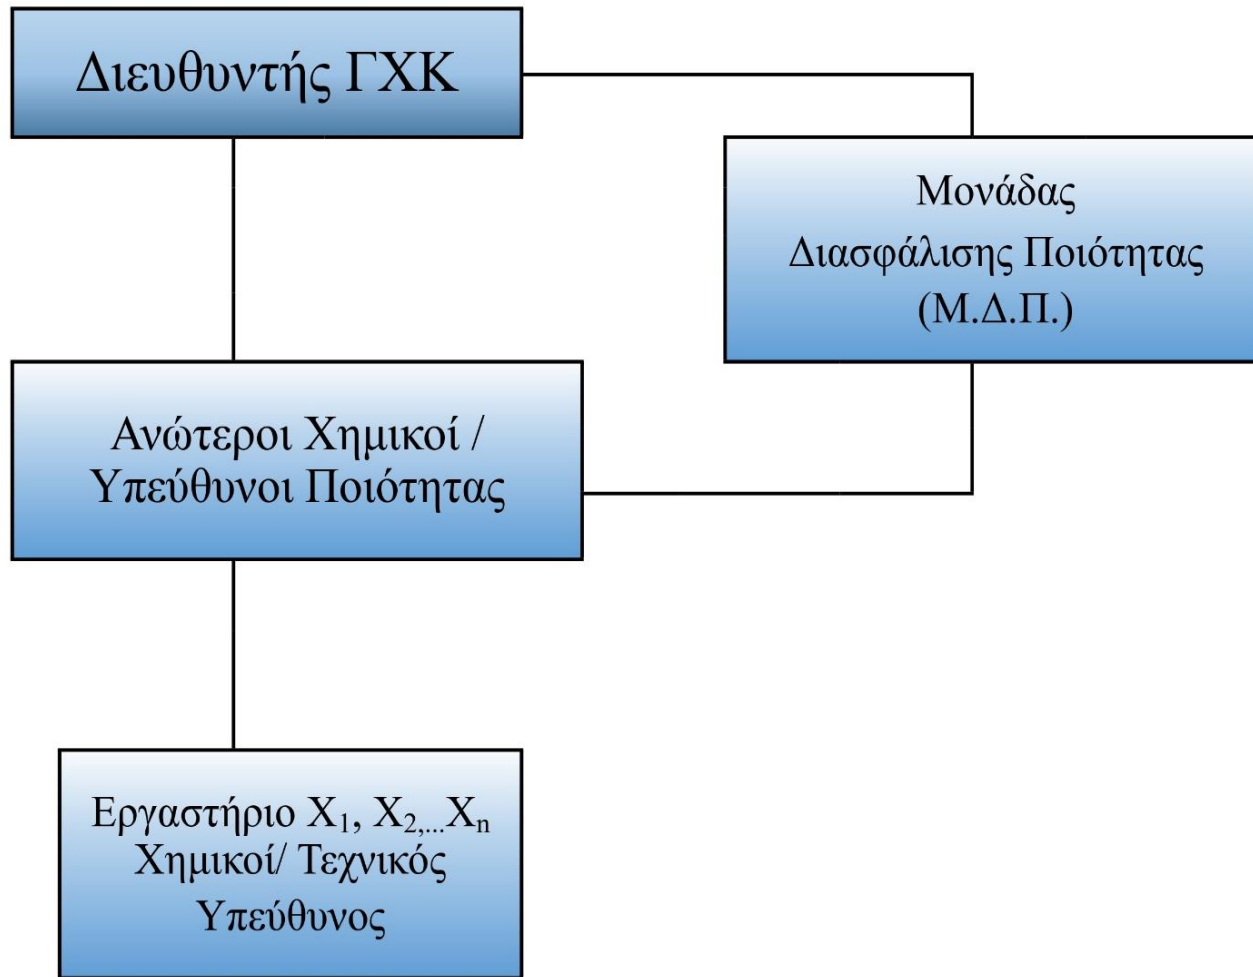 Διευθυντής ΓΧΚ
Μονάδας
Διασφάλισης Ποιότητας
(Μ.Δ.Π.)
Ανώτεροι Χημικοί /
Υπεύθυνοι Ποιότητας
Εργαστήριο Χ₁, Χ₂,...Χₙ
Χημικοί/ Τεχνικός
Υπεύθυνος